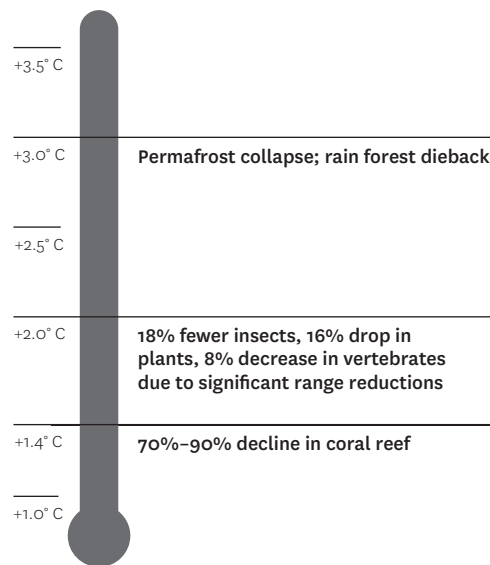 +3.5° C
+3.0° C
Permafrost collapse; rain forest dieback
+2.5° C
+2.0° C
18% fewer insects, 16% drop in
plants, 8% decrease in vertebrates
due to significant range reductions
+1.4° C
70%–90% decline in coral reef
+1.0° C